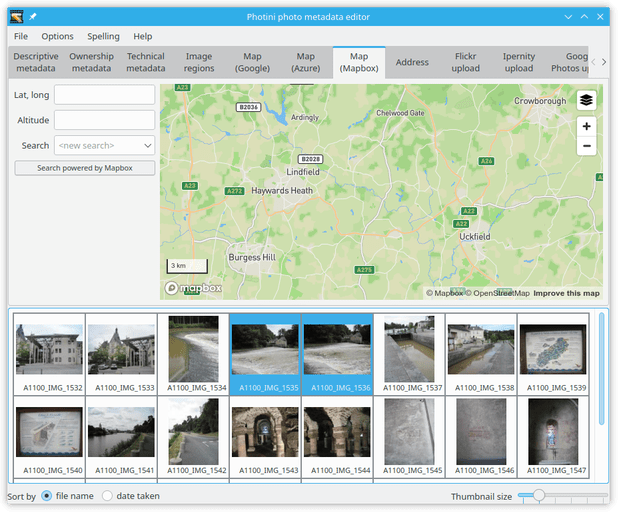 Photini photo metadata editor
File Options Spelling Help
Descriptive metadata
Ownership metadata
Technical metadata
Image regions
Map (Google)
Map (Azure)
Map (Mapbox)
Address
Flickr upload
Ipernity upload
Goog
Photos u
Lat, long
Altitude
Search <new search>
Search powered by Mapbox
A23
B2036
Ardingly
Chelwood Gate
Crowborough
B2028
A26
Lindfield
A23
A272
Haywards Heath
A22
A22
Uckfield
Burgess Hill
3 km
A275
mapbox
© Mapbox © OpenStreetMap Improve this map
A1100_IMG_1532 A1100_IMG_1533 A1100_IMG_1534 A1100_IMG_1535 A1100_IMG_1536 A1100_IMG_1537 A1100_IMG_1538 A1100_IMG_1539
A1100_IMG_1540 A1100_IMG_1541 A1100_IMG_1542 A1100_IMG_1543 A1100_IMG_1544 A1100_IMG_1545 A1100_IMG_1546 A1100_IMG_1547
Sort by file name date taken Thumbnail size